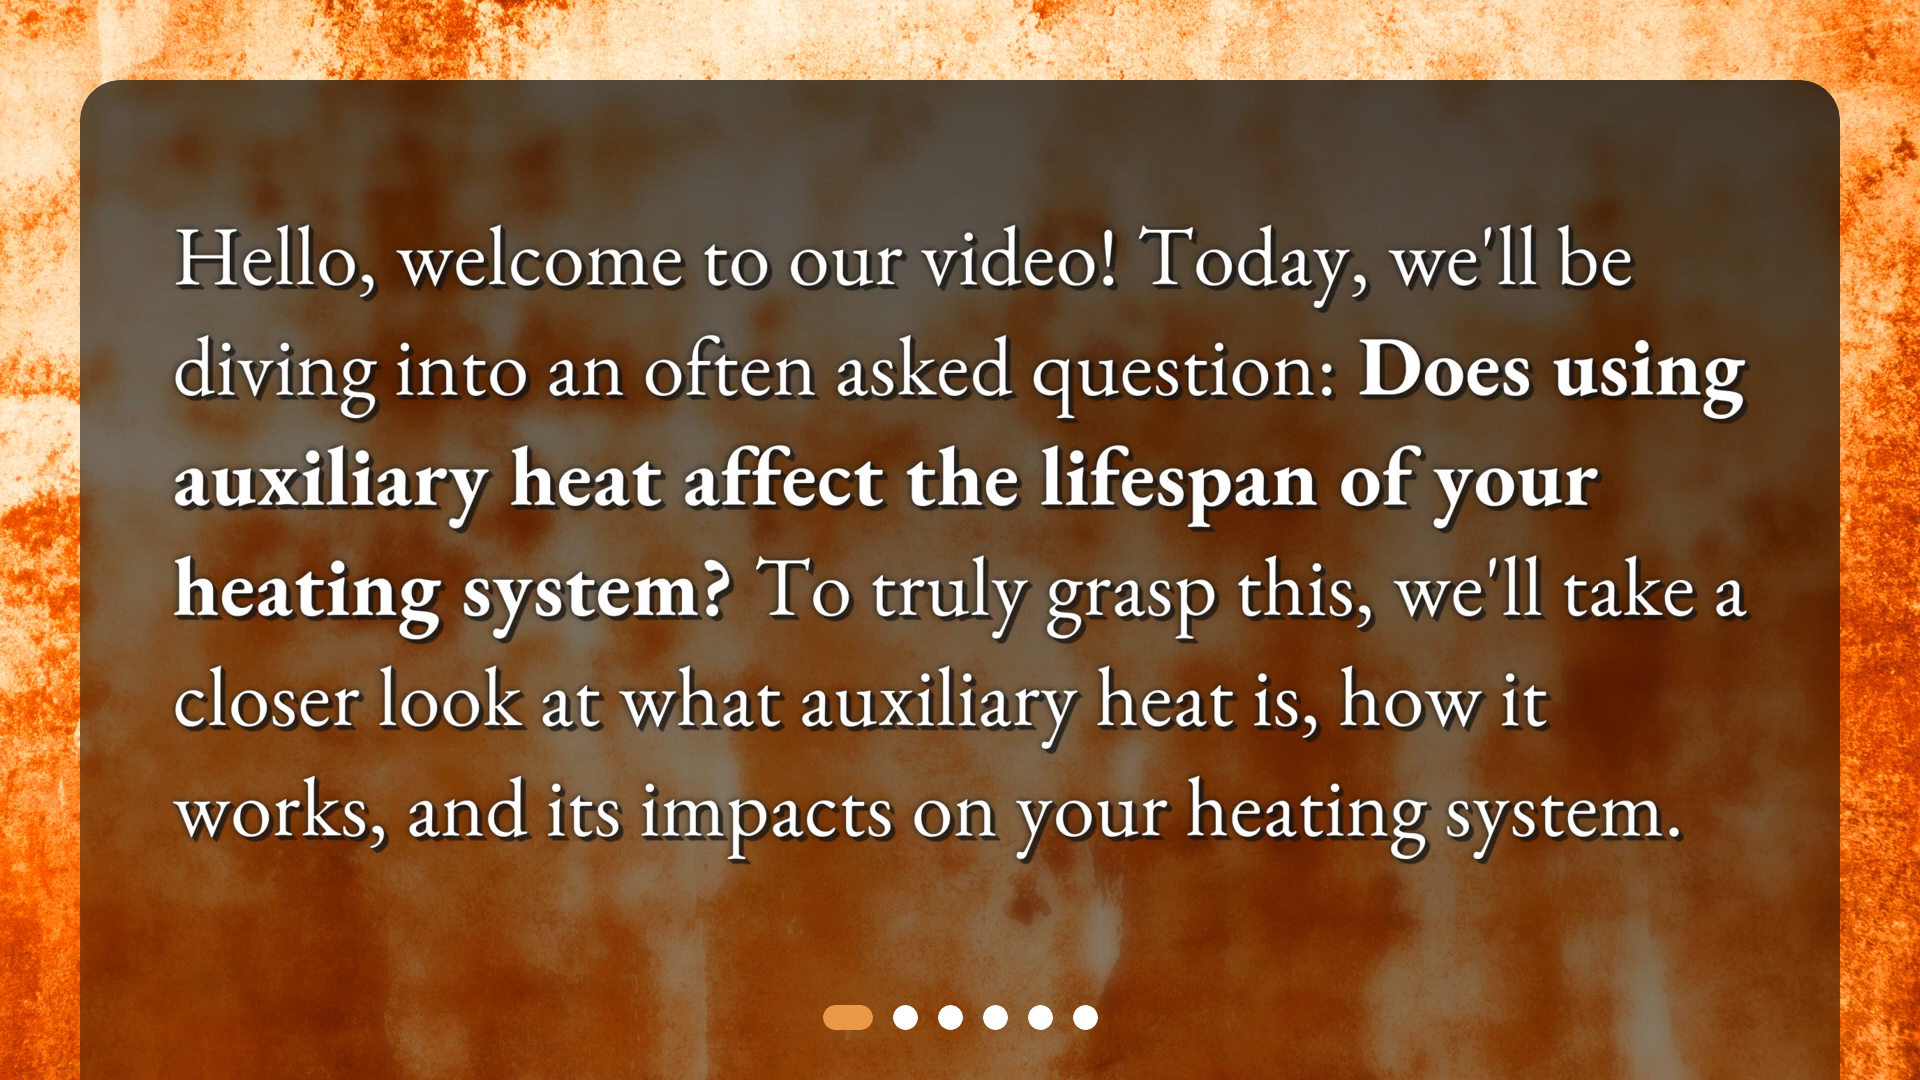 Hello, welcome to our video! Today, we'll be
diving into an often asked question: Does using
auxiliary heat affect the lifespan of your
heating system? To truly grasp this, we'll take a
closer look at what auxiliary heat is, how it
works, and its impacts on your heating system.